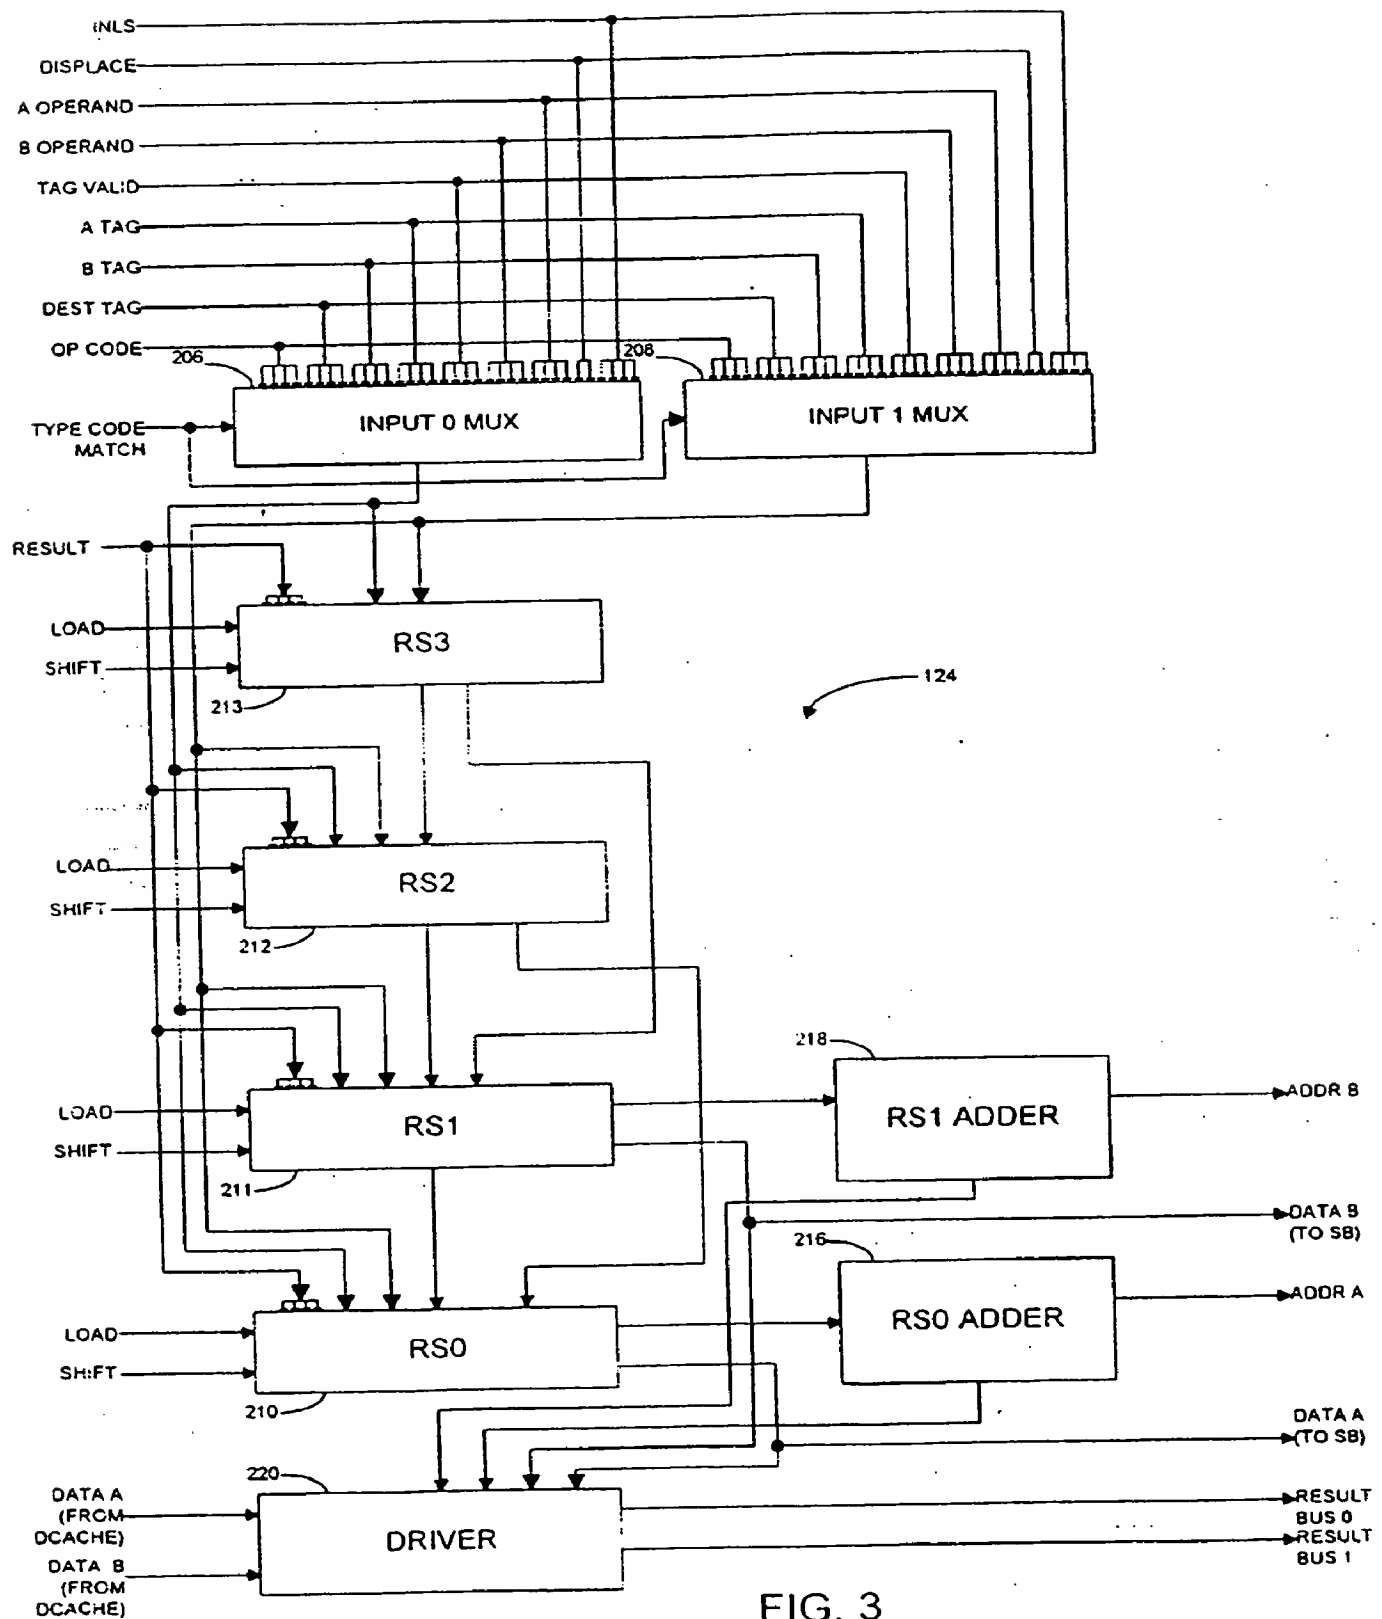 INLS
DISPLACE
A OPERAND
B OPERAND
TAG VALID
A TAG
B TAG
DEST TAG
OP CODE
206
208
TYPE CODE
MATCH
INPUT 0 MUX
INPUT 1 MUX
RESULT
LOAD
SHIFT
RS3
213
124
LOAD
SHIFT
RS2
212
LOAD
SHIFT
RS1
211
218
RS1 ADDER
ADDR B
DATA B
(TO SB)
216
RS0 ADDER
ADDR A
LOAD
SHIFT
RS0
210
DATA A
(TO SB)
220
DATA A
(FROM
DCACHE)
DATA B
(FROM
DCACHE)
DRIVER
RESULT
BUS 0
RESULT
BUS 1
FIG. 3